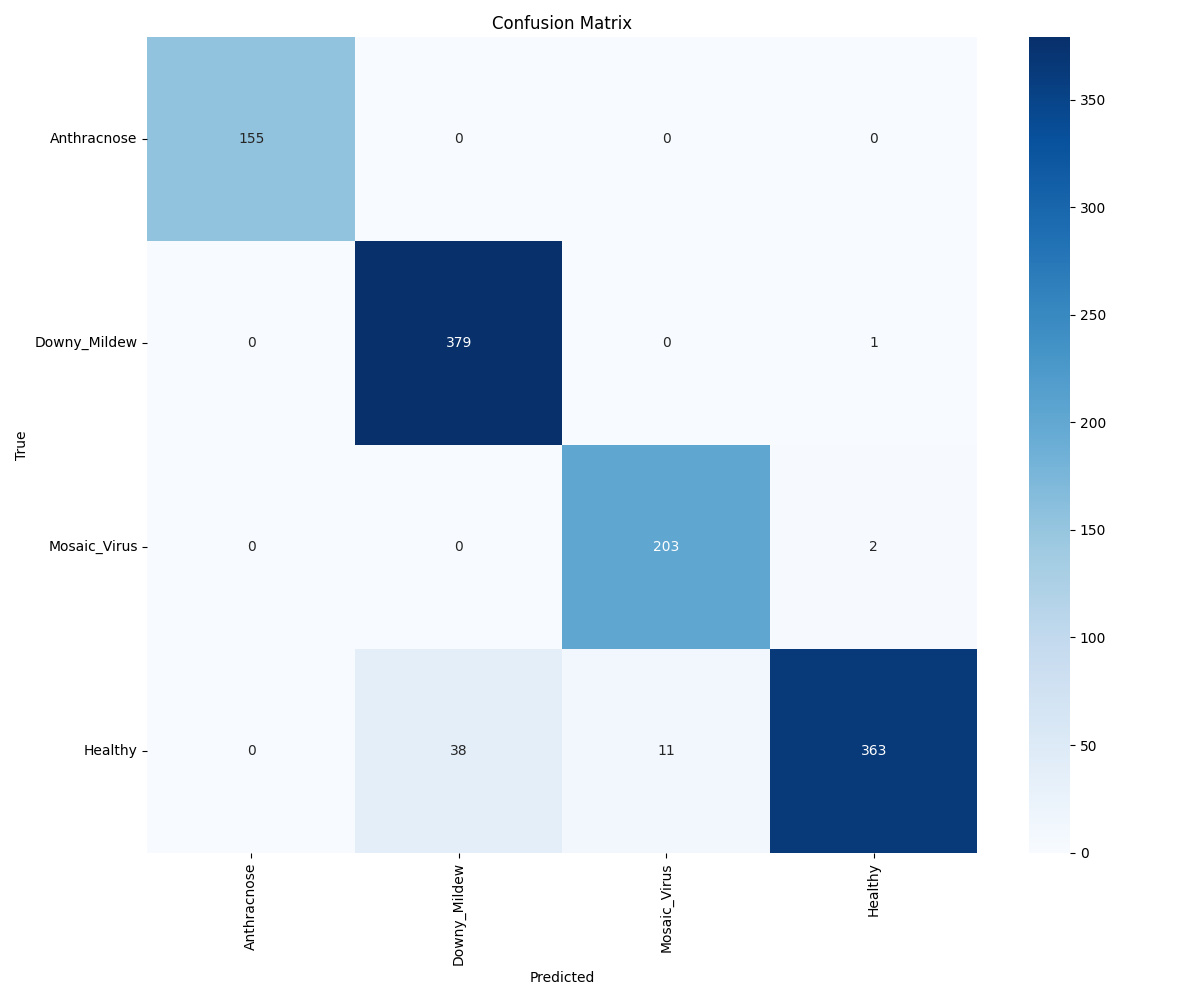 Confusion Matrix
Anthracnose 155 0 0 0
Downy_Mildew 0 379 0 1
Mosaic_Virus 0 0 203 2
Healthy 0 38 11 363
True
Anthracnose Downy_Mildew Mosaic_Virus Healthy
Predicted
350
300
250
200
150
100
50
0